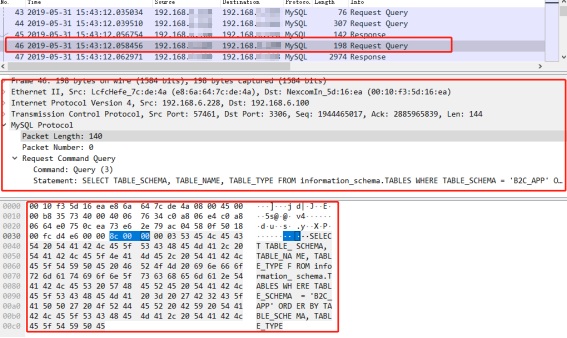 No. Time Source Destination Protoco. Length Info
43 2019-05-31 15:43:12.035034 192.168. 192.168. MySQL 76 Request Query
44 2019-05-31 15:43:12.039510 192.168. 192.168. MySQL 307 Request Query
45 2019-05-31 15:43:12.056754 192.168. 192.168. MySQL 142 Response
46 2019-05-31 15:43:12.058456 192.168. 192.168. MySQL 198 Request Query
47 2019-05-31 15:43:12.062971 192.168. 192.168. MySQL 2974 Response
Frame 46: 198 bytes on wire (1584 bits), 198 bytes captured (1584 bits)
Ethernet II, Src: LcfcHefe_7c:de:4a (e8:6a:64:7c:de:4a), Dst: NexcomIn_5d:16:ea (00:10:f3:5d:16:ea)
Internet Protocol Version 4, Src: 192.168.6.228, Dst: 192.168.6.100
Transmission Control Protocol, Src Port: 57461, Dst Port: 3306, Seq: 1944465017, Ack: 2885965839, Len: 144
MySQL Protocol
Packet Length: 140
Packet Number: 0
Request Command Query
Command: Query (3)
Statement: SELECT TABLE_SCHEMA, TABLE_NAME, TABLE_TYPE FROM information_schema.TABLES WHERE TABLE_SCHEMA = 'B2C_APP' O…
0000 00 10 f3 5d 16 ea e8 6a 64 7c de 4a 08 00 45 00 ···]···j d|·J··E·
0010 00 b8 35 73 40 00 40 06 76 34 c0 a8 06 e4 c0 a8 ··5s@·@· v4······
0020 06 64 e0 75 0c ea 73 e6 2e 79 ac 04 58 0f 50 18 ·d·u··s· .y··X·P·
0030 00 fc d4 e6 00 00 8c 00 00 00 03 53 45 4c 45 43 ········ ···SELEC
0040 54 20 54 41 42 4c 45 5f 53 43 48 45 4d 41 2c 20 T TABLE_ SCHEMA,
0050 54 41 42 4c 45 5f 4e 41 4d 45 2c 20 54 41 42 4c TABLE_NA ME, TABL
0060 45 5f 54 59 50 45 20 46 52 4f 4d 20 69 6e 66 6f E_TYPE F ROM info
0070 72 6d 61 74 69 6f 6e 5f 73 63 68 65 6d 61 2e 54 rmation_ schema.T
0080 41 42 4c 45 53 20 57 48 45 52 45 20 54 41 42 4c ABLES WH ERE TABL
0090 45 5f 53 43 48 45 4d 41 20 3d 20 27 42 32 43 5f E_SCHEMA = 'B2C_
00a0 41 50 50 27 20 4f 52 44 45 52 20 42 59 20 54 41 APP' ORD ER BY TA
00b0 42 4c 45 5f 53 43 48 45 4d 41 2c 20 54 41 42 4c BLE_SCHE MA, TABL
00c0 45 5f 54 59 50 45 E_TYPE